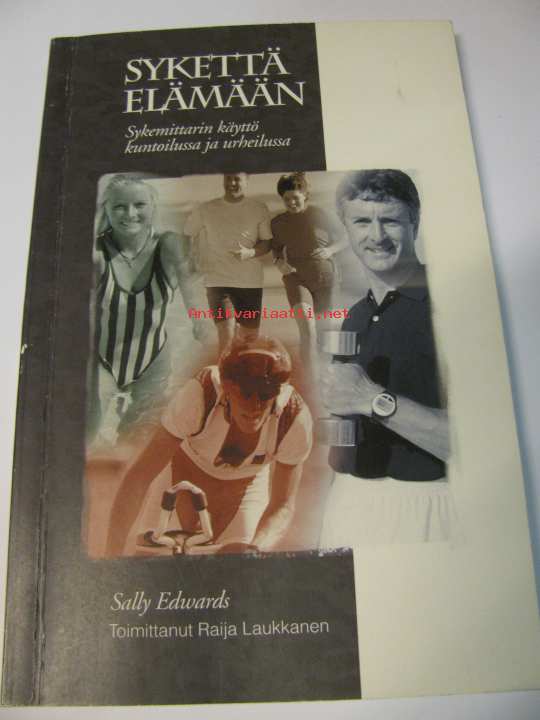 SYKETTÄ
ELÄMÄÄN
Sykemittarin käyttö
kuntoilussa ja urheilussa
Antikvariaatti.net
Sally Edwards
Toimittanut Raija Laukkanen